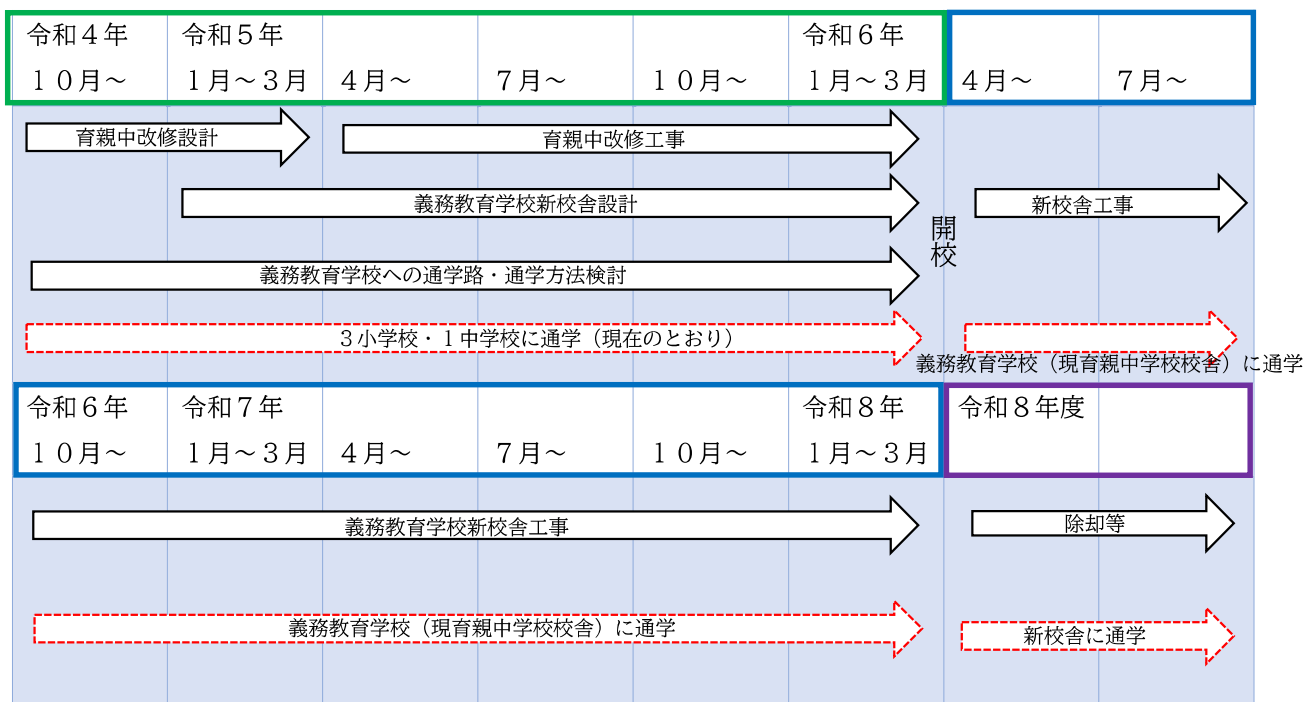 令和４年 令和５年 令和６年
１０月～ １月～３月 ４月～ ７月～ １０月～ １月～３月 ４月～ ７月～
育親中改修設計 育親中改修工事
義務教育学校新校舎設計 新校舎工事
開校
義務教育学校への通学路・通学方法検討
３小学校・１中学校に通学（現在のとおり）
義務教育学校（現育親中学校校舎）に通学
令和６年 令和７年 令和８年 令和８年度
１０月～ １月～３月 ４月～ ７月～ １０月～ １月～３月
義務教育学校新校舎工事 除却等
義務教育学校（現育親中学校校舎）に通学 新校舎に通学